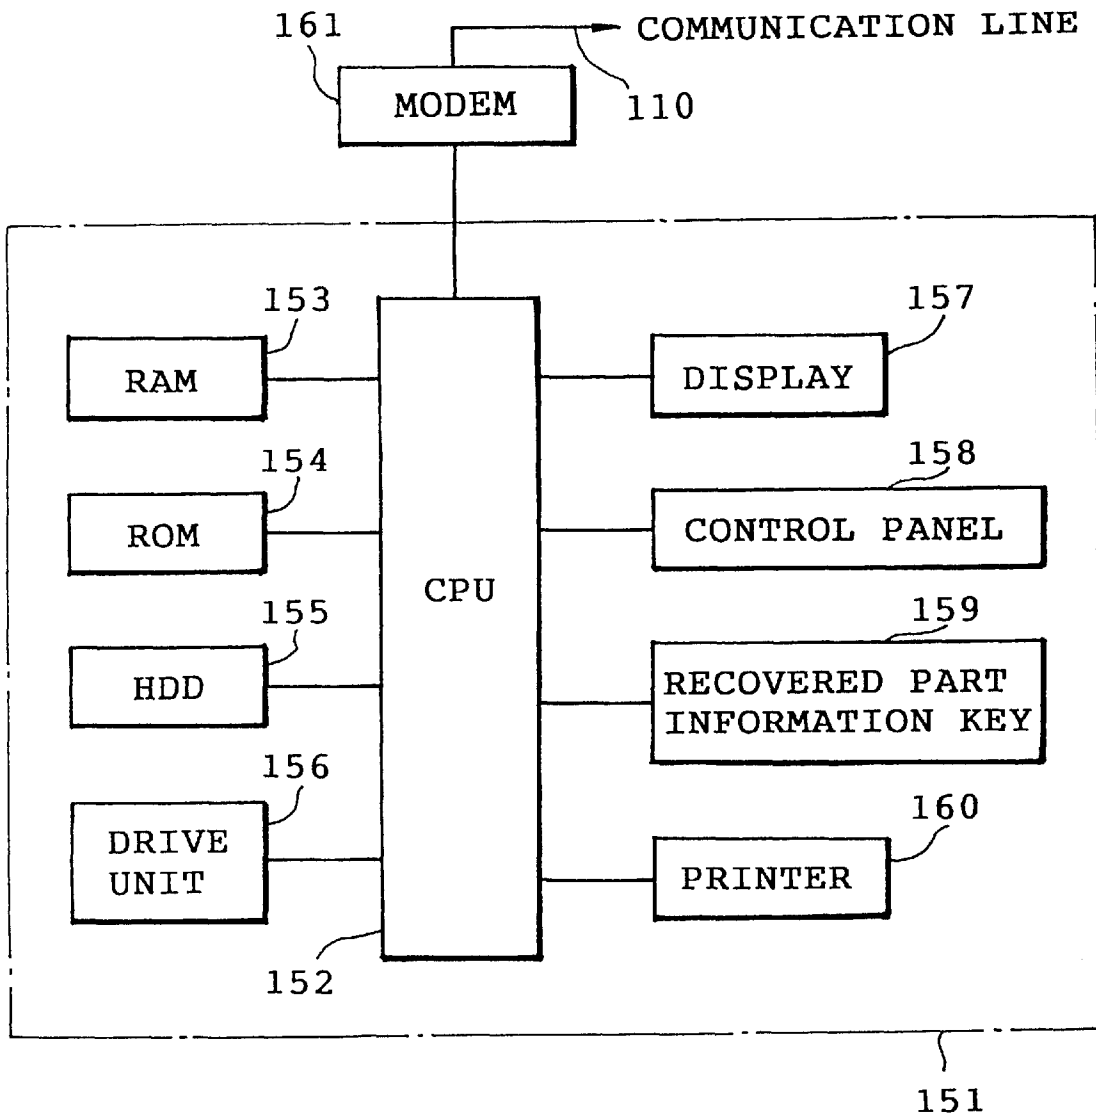 161
COMMUNICATION LINE
MODEM
110
153
157
RAM
DISPLAY
154
158
ROM
CONTROL PANEL
CPU
155
159
HDD
RECOVERED PART
INFORMATION KEY
156
160
DRIVE
UNIT
PRINTER
152
151